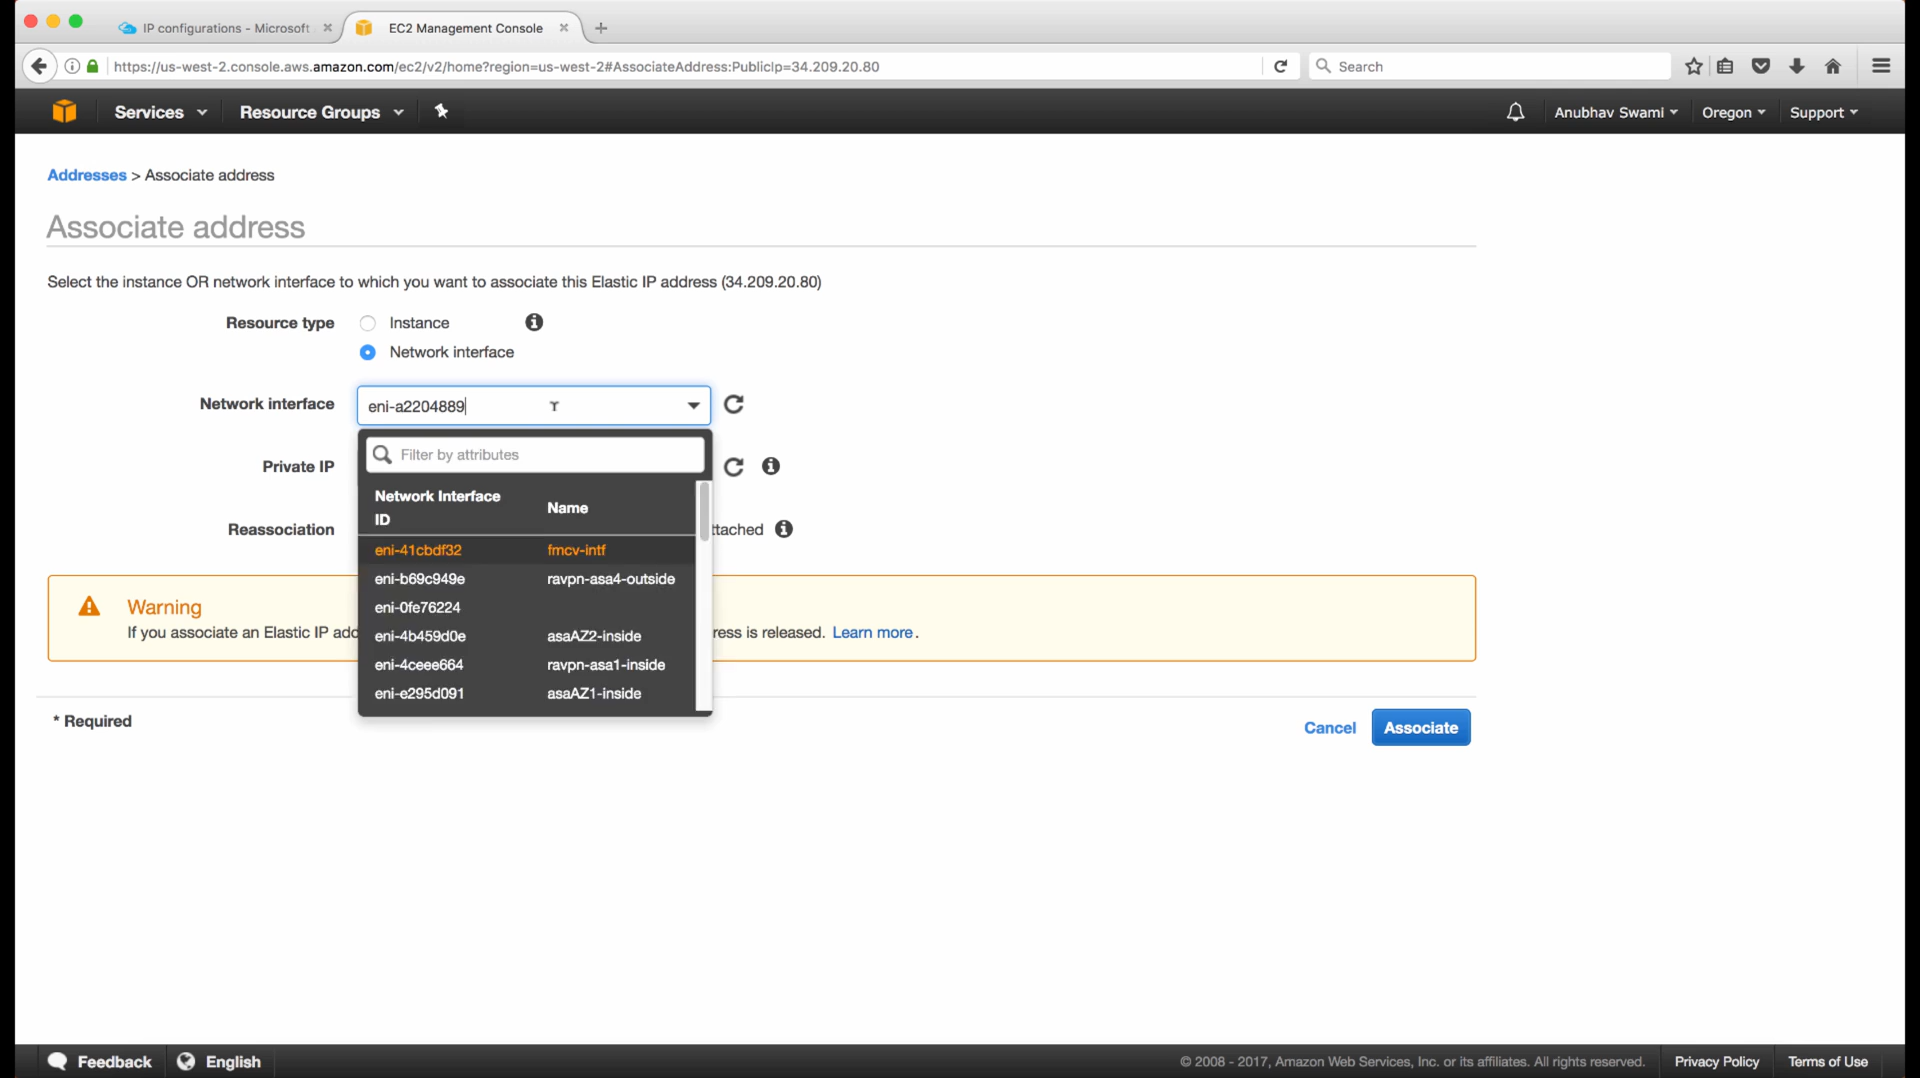 IP configurations - Microsoft
EC2 Management Console
https://us-west-2.console.aws.amazon.com/ec2/v2/home?region=us-west-2#AssociateAddress:PublicIp=34.209.20.80
Search
Services
Resource Groups
Anubhav Swami
Oregon
Support
Addresses > Associate address
Associate address
Select the instance OR network interface to which you want to associate this Elastic IP address (34.209.20.80)
Resource type
Instance
Network interface
Network interface
eni-a2204889
Filter by attributes
Private IP
Network Interface ID
Name
Reassociation
ttached
eni-41cbdf32 fmcv-intf
eni-b69c949e ravpn-asa4-outside
eni-0fe76224
eni-4b459d0e asaAZ2-inside
eni-4ceee664 ravpn-asa1-inside
eni-e295d091 asaAZ1-inside
Warning
If you associate an Elastic IP add
ress is released. Learn more.
* Required
Cancel
Associate
Feedback
English
© 2008 - 2017, Amazon Web Services, Inc. or its affiliates. All rights reserved.
Privacy Policy
Terms of Use